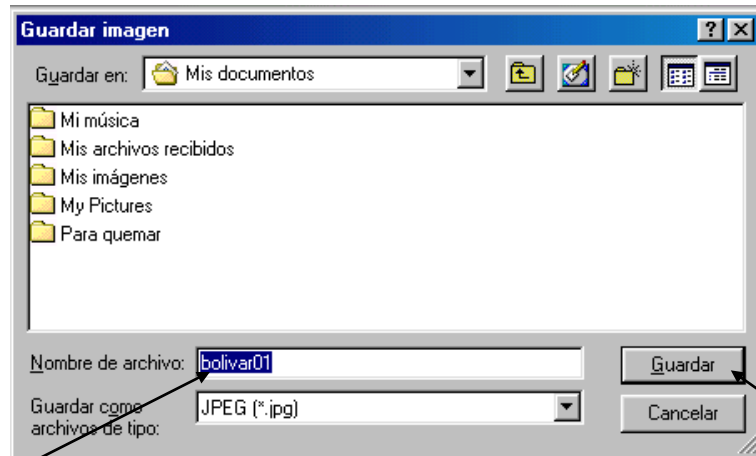 Guardar imagen
Guardar en: Mis documentos
Mi música
Mis archivos recibidos
Mis imágenes
My Pictures
Para quemar
Nombre de archivo: bolivar01 Guardar
Guardar como archivos de tipo: JPEG (*.jpg) Cancelar